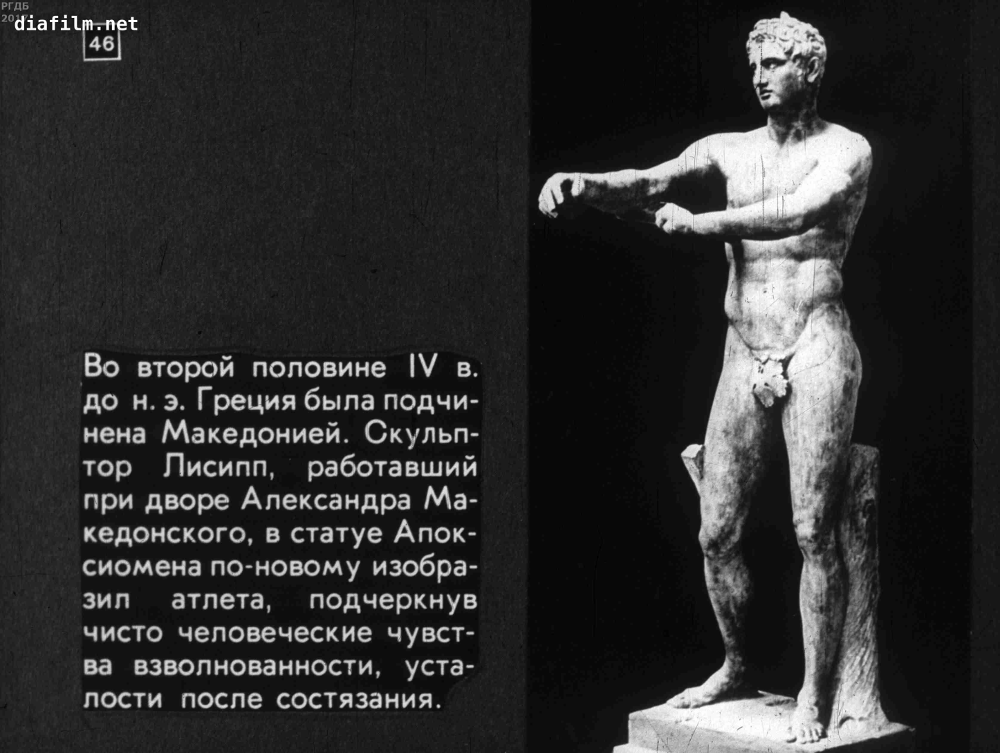 РГДБ
2017
diafilm.net
46
Во второй половине IV в.
до н. э. Греция была подчи-
нена Македонией. Скульп-
тор Лисипп, работавший
при дворе Александра Ма-
кедонского, в статуе Апок-
сиомена по-новому изобра-
зил атлета, подчеркнув
чисто человеческие чувст-
ва взволнованности, уста-
лости после состязания.